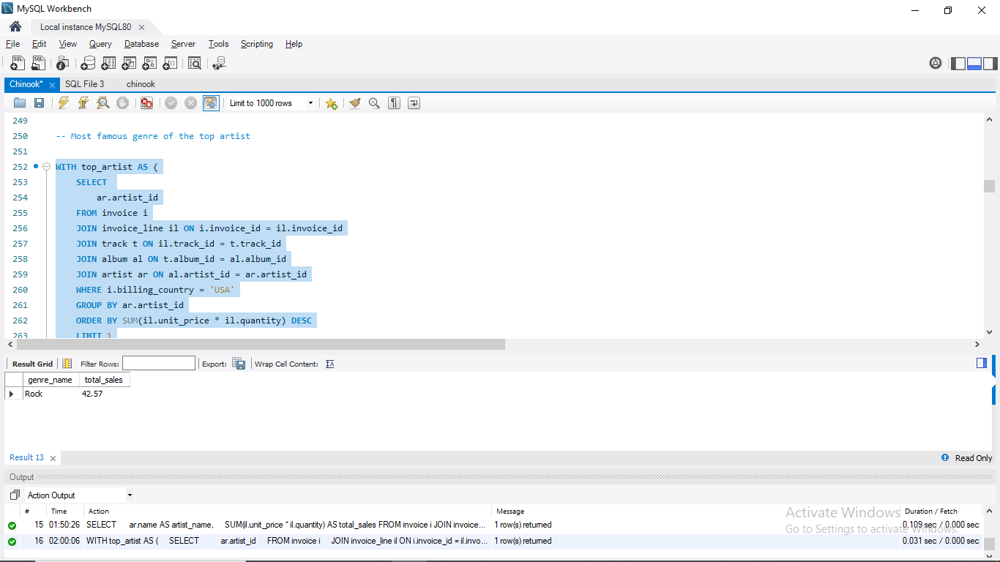 MySQL Workbench
Local instance MySQL80
File Edit View Query Database Server Tools Scripting Help
Chinook* SQL File 3 chinook
Limit to 1000 rows
249
250 -- Most famous genre of the top artist
251
252 WITH top_artist AS (
253 SELECT
254 ar.artist_id
255 FROM invoice i
256 JOIN invoice_line il ON i.invoice_id = il.invoice_id
257 JOIN track t ON il.track_id = t.track_id
258 JOIN album al ON t.album_id = al.album_id
259 JOIN artist ar ON al.artist_id = ar.artist_id
260 WHERE i.billing_country = 'USA'
261 GROUP BY ar.artist_id
262 ORDER BY SUM(il.unit_price * il.quantity) DESC
263 LIMIT 1
Result Grid Filter Rows: Export: Wrap Cell Content:
genre_name total_sales
Rock 42.57
Result 13 Read Only
Output
Action Output
# Time Action Message Duration / Fetch
15 01:50:26 SELECT ar.name AS artist_name, SUM(il.unit_price * il.quantity) AS total_sales FROM invoice i JOIN invoice... 1 row(s) returned 0.109 sec / 0.000 sec
16 02:00:06 WITH top_artist AS ( SELECT ar.artist_id FROM invoice i JOIN invoice_line il ON i.invoice_id = il.invo... 1 row(s) returned 0.031 sec / 0.000 sec
Activate Windows
Go to Settings to activate Windows.